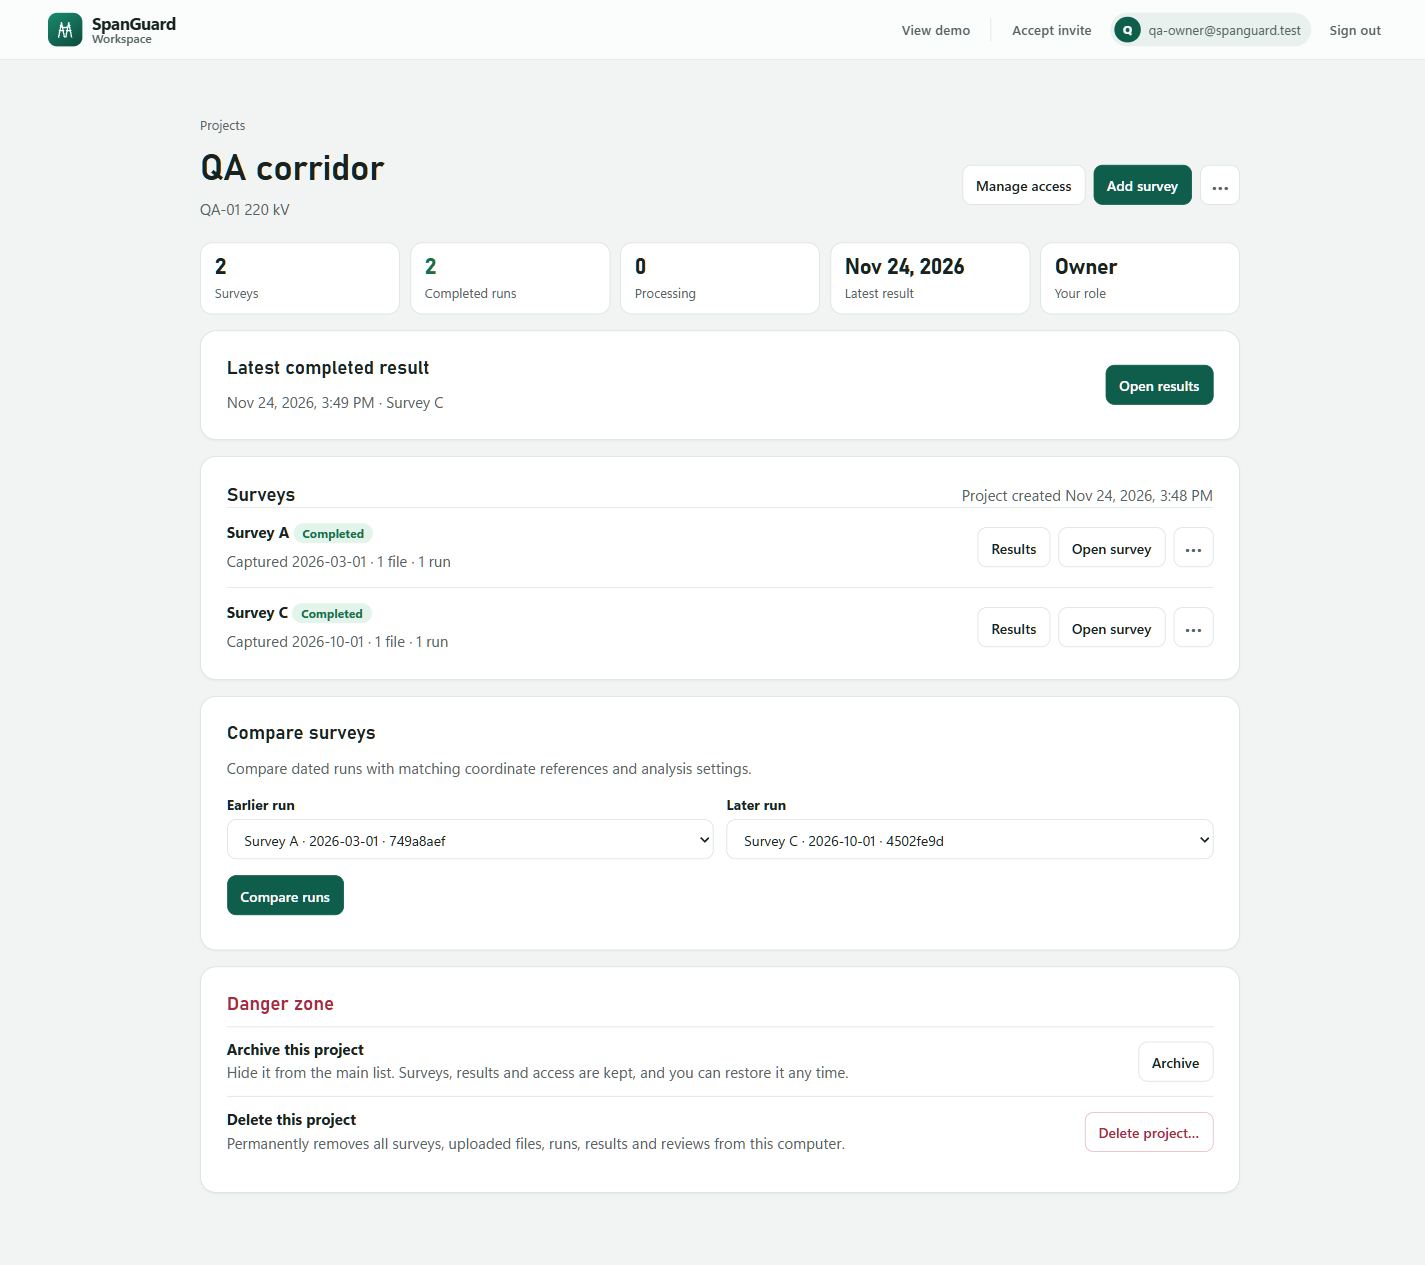 SpanGuard
Workspace
View demo
Accept invite
Q
qa-owner@spanguard.test
Sign out
Projects
QA corridor
QA-01 220 kV
Manage access
Add survey
...
2
Surveys
2
Completed runs
0
Processing
Nov 24, 2026
Latest result
Owner
Your role
Latest completed result
Nov 24, 2026, 3:49 PM · Survey C
Open results
Surveys
Project created Nov 24, 2026, 3:48 PM
Survey A Completed
Captured 2026-03-01 · 1 file · 1 run
Results
Open survey
...
Survey C Completed
Captured 2026-10-01 · 1 file · 1 run
Results
Open survey
...
Compare surveys
Compare dated runs with matching coordinate references and analysis settings.
Earlier run
Survey A · 2026-03-01 · 749a8aef
Later run
Survey C · 2026-10-01 · 4502fe9d
Compare runs
Danger zone
Archive this project
Hide it from the main list. Surveys, results and access are kept, and you can restore it any time.
Archive
Delete this project
Permanently removes all surveys, uploaded files, runs, results and reviews from this computer.
Delete project...